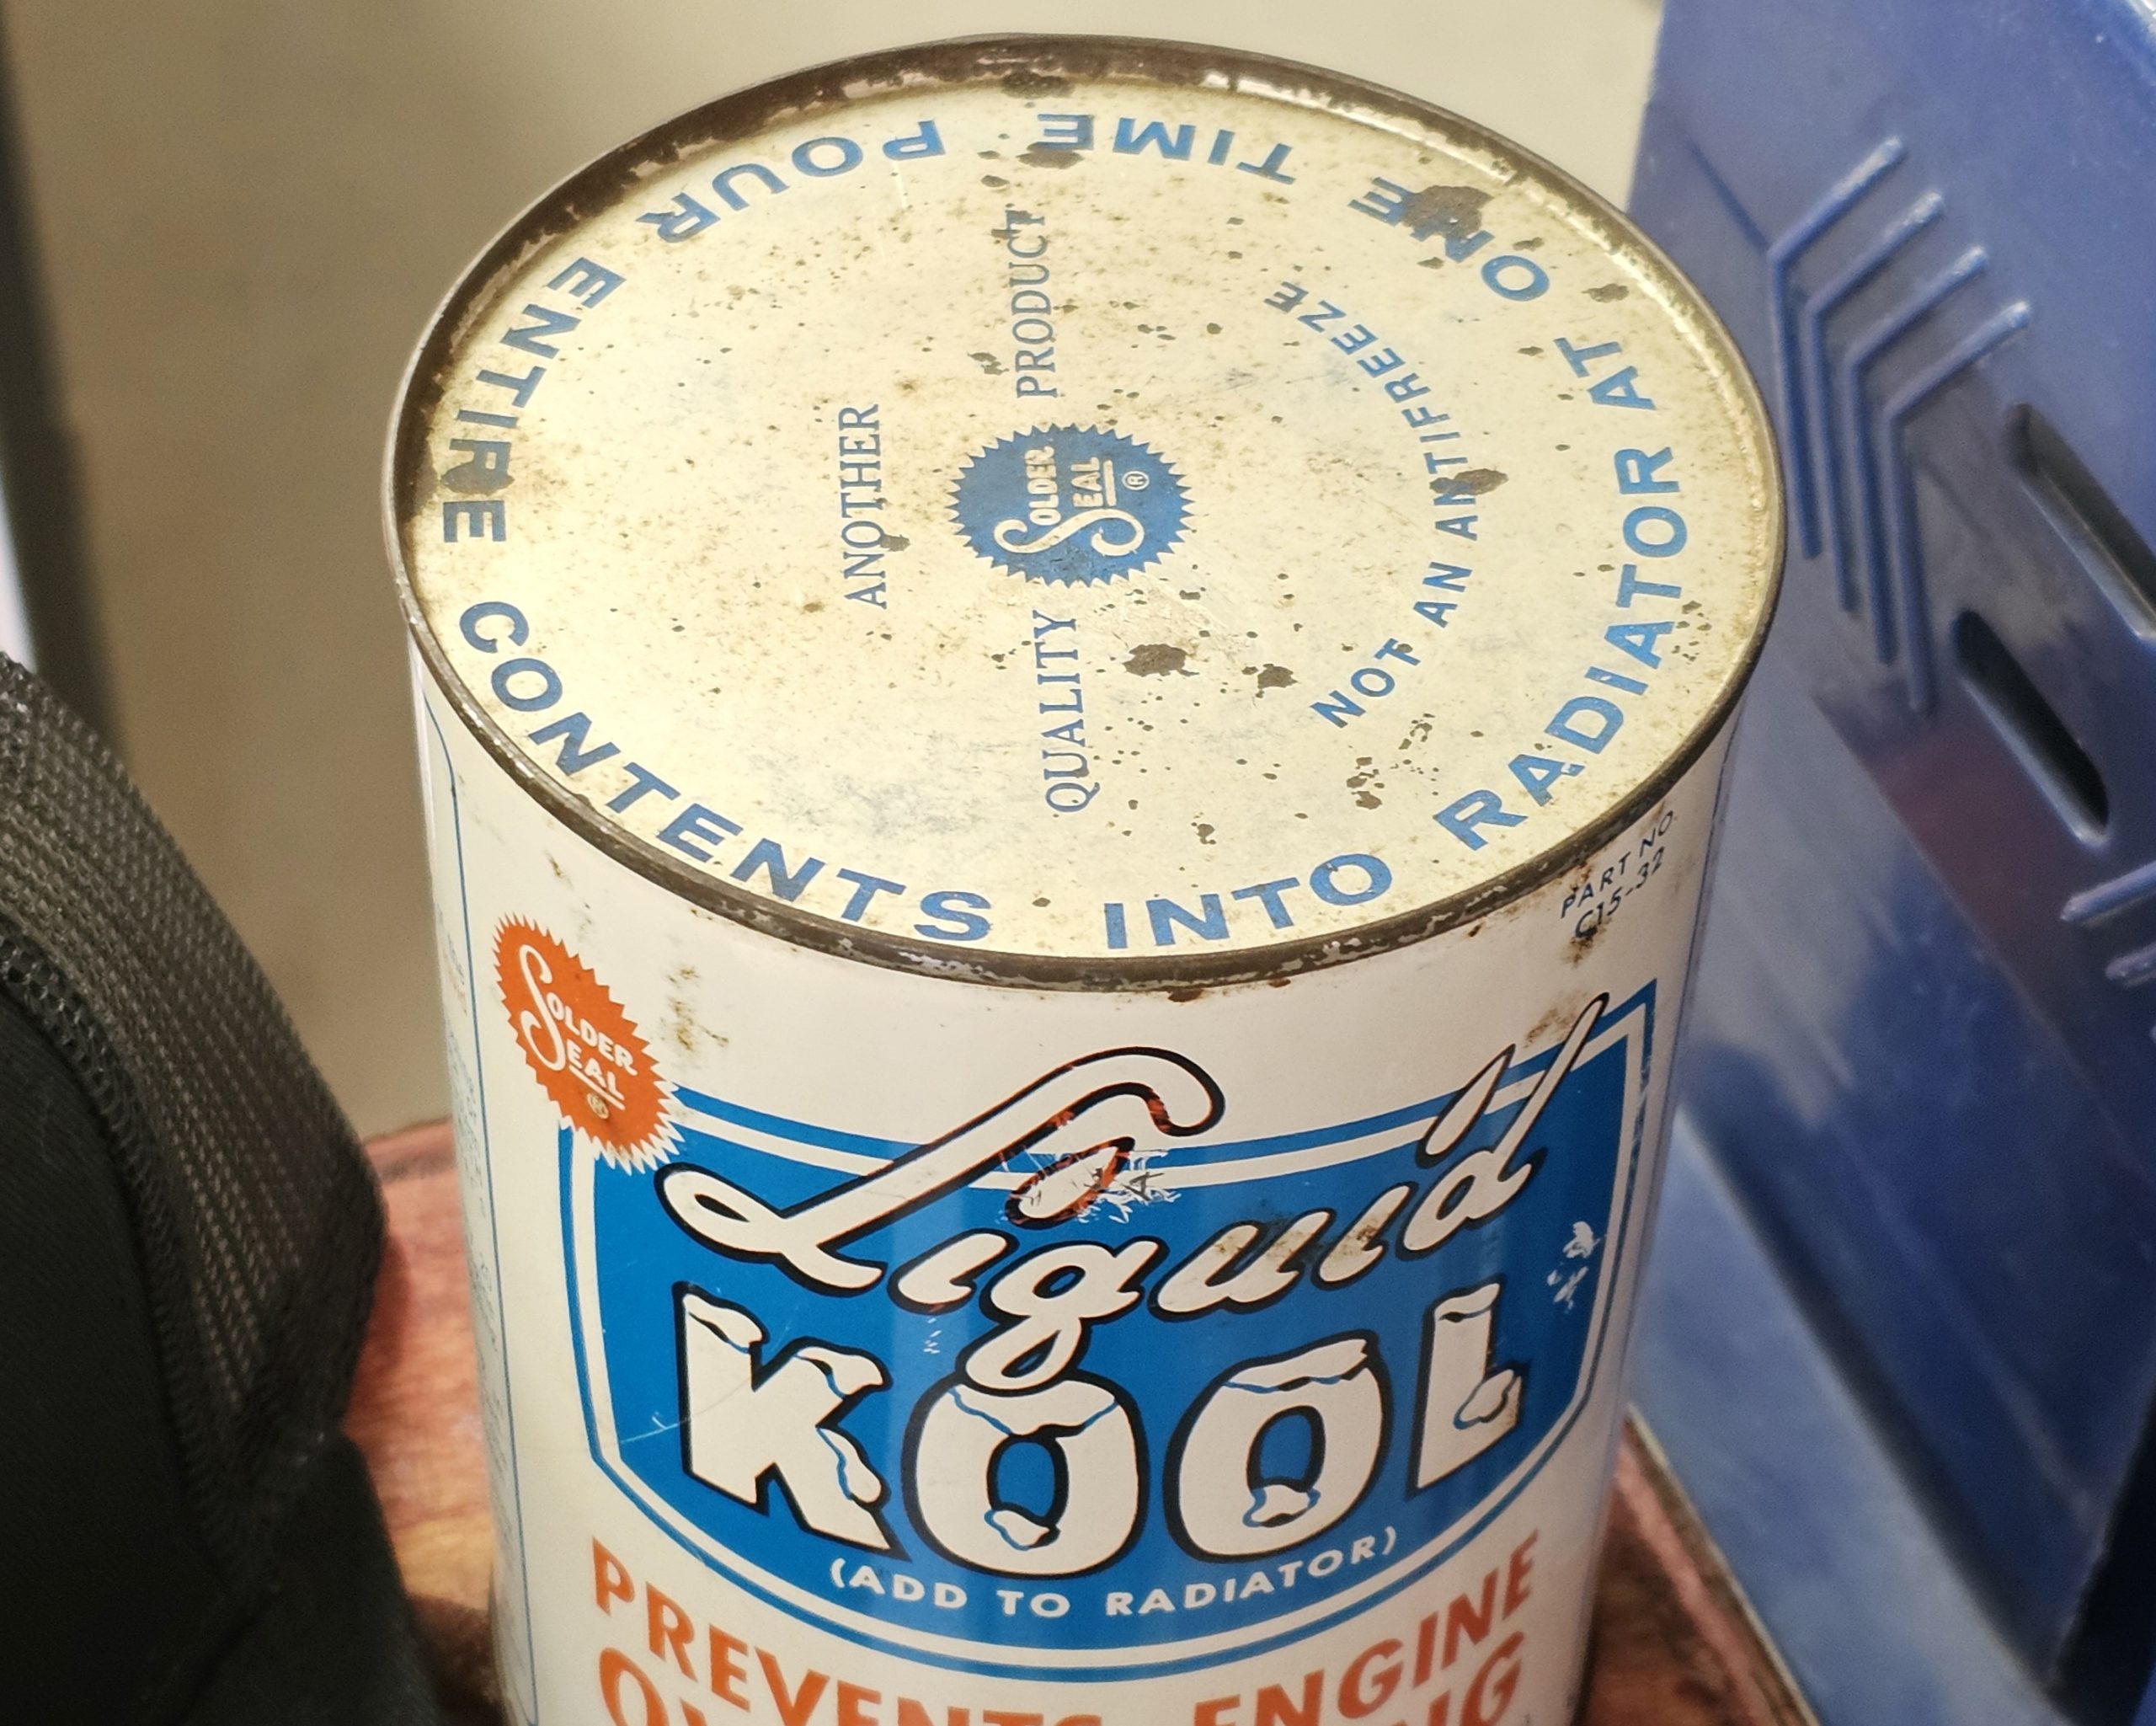 POUR ENTIRE CONTENTS INTO RADIATOR AT ONE TIME
ANOTHER
QUALITY SOLDER SEAL ® PRODUCT
NOT AN ANTIFREEZE
PART NO.
C15-32
SOLDER
SEAL
®
Liquid
KOOL
(ADD TO RADIATOR)
PREVENTS ENGINE